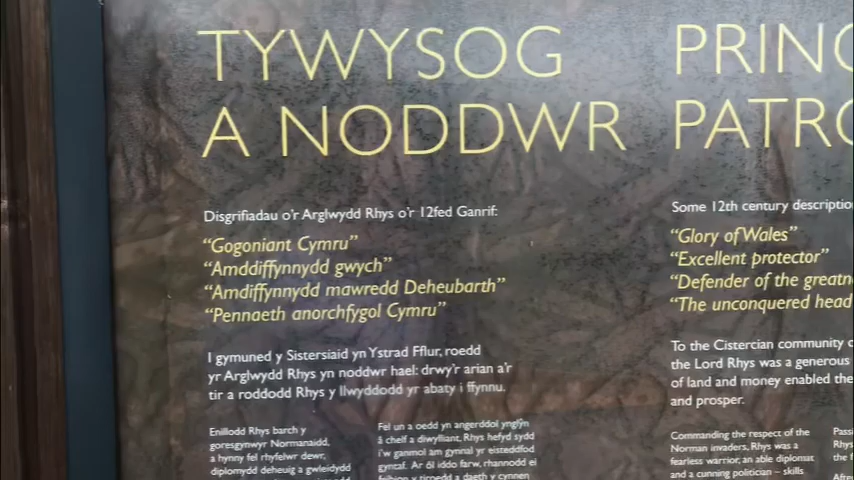 TYWYSOG
A NODDWR
Disgrifiadau o'r Arglwydd Rhys o'r 12fed Ganrif:
“Gogoniant Cymru”
“Amddiffynnydd gwych”
“Amdiffynnydd mawredd Deheubarth”
“Pennaeth anorchfygol Cymru”
I gymuned y Sistersiaid yn Ystrad Fflur, roedd
yr Arglwydd Rhys yn noddwr hael: drwy'r arian a'r
tir a roddodd Rhys y llwyddodd yr abaty i ffynnu.
Enillodd Rhys barch y
goresgynwyr Normanaidd,
a hynny fel rhyfelwr dewr,
diplomydd deheuig a gwleidydd
Fel un a oedd yn angerddol ynglŷn
â chelf a diwylliant, Rhys hefyd sydd
i'w ganmol am gynnal yr eisteddfod
gyntaf. Ar ôl iddo farw, rhannodd ei
PRINC
PATRO
Some 12th century description
“Glory of Wales”
“Excellent protector”
“Defender of the greatn
“The unconquered head
To the Cistercian community
the Lord Rhys was a generous
of land and money enabled the
and prosper.
Commanding the respect of the
Norman invaders, Rhys was a
fearless warrior, an able diplomat
and a cunning politician – skills